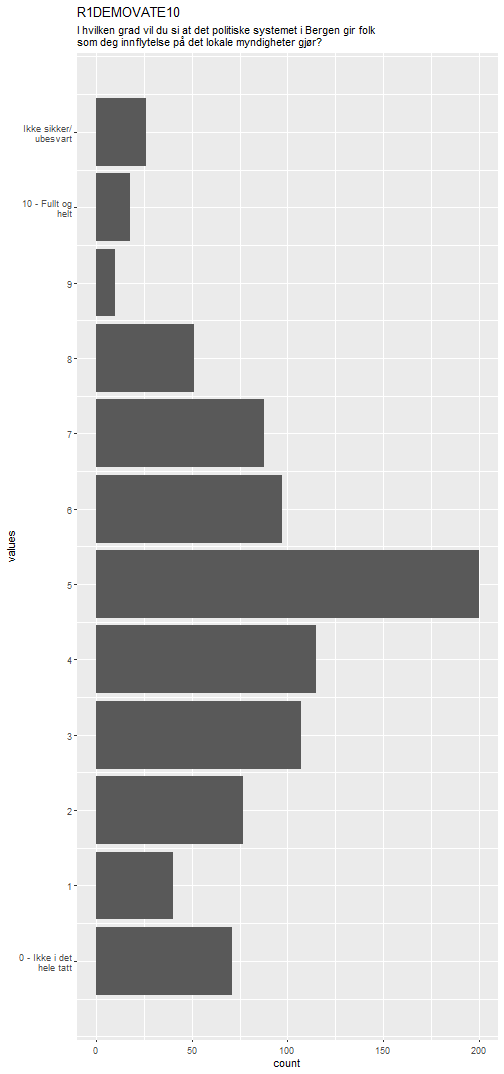 R1DEMOVATE10
I hvilken grad vil du si at det politiske systemet i Bergen gir folk
som deg innflytelse på det lokale myndigheter gjør?
Ikke sikker/
ubesvart
10 - Fullt og
helt
9
8
7
6
values
5
4
3
2
1
0 - Ikke i det
hele tatt
0 50 100 150 200
count